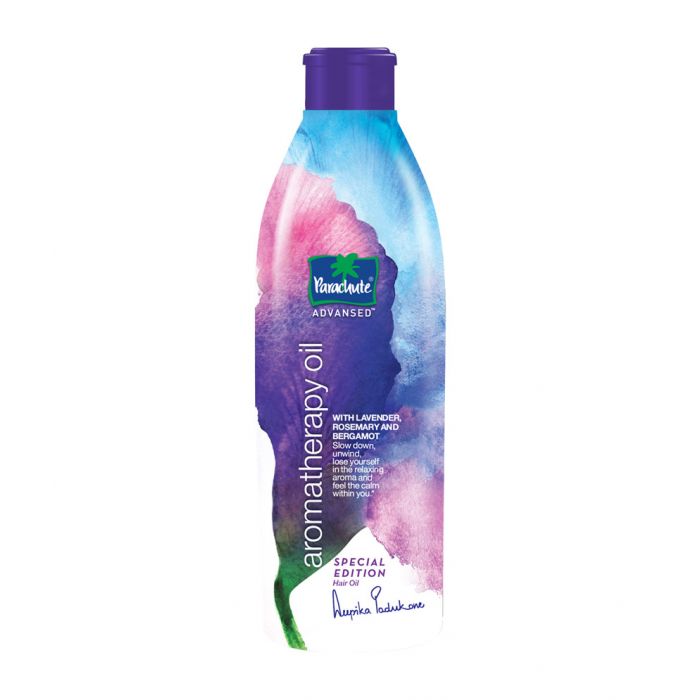 Parachute
ADVANSED™
aromatherapy oil
WITH LAVENDER,
ROSEMARY AND
BERGAMOT
Slow down,
unwind,
lose yourself
in the relaxing
aroma and
feel the calm
within you.*
SPECIAL
EDITION
Hair Oil
Deepika Padukone